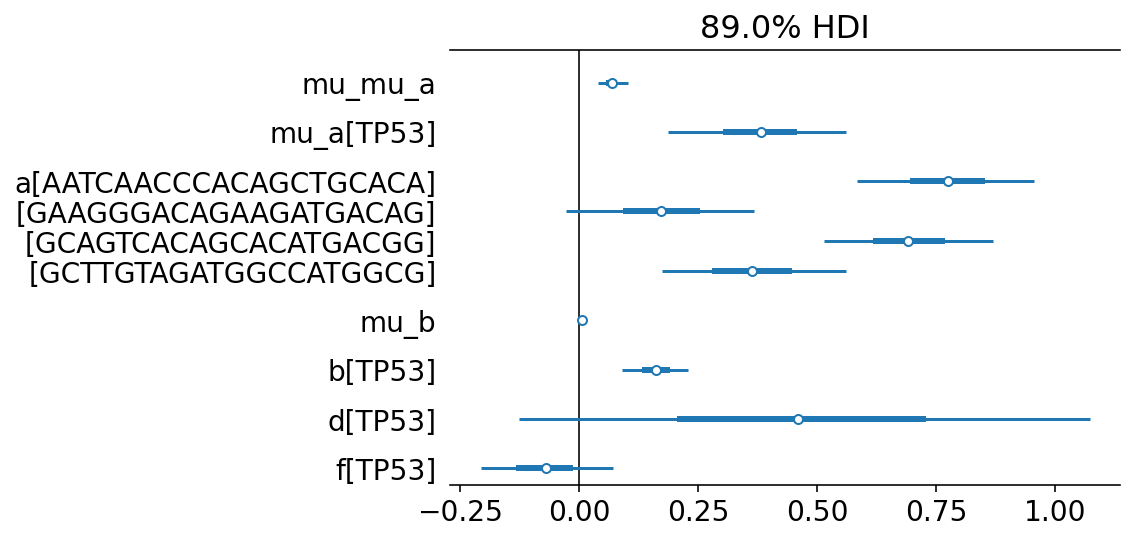 89.0% HDI
mu_mu_a
mu_a[TP53]
a[AATCAACCCACAGCTGCACA]
[GAAGGGACAGAAGATGACAG]
[GCAGTCACAGCACATGACGG]
[GCTTGTAGATGGCCATGGCG]
mu_b
b[TP53]
d[TP53]
f[TP53]
−0.25 0.00 0.25 0.50 0.75 1.00